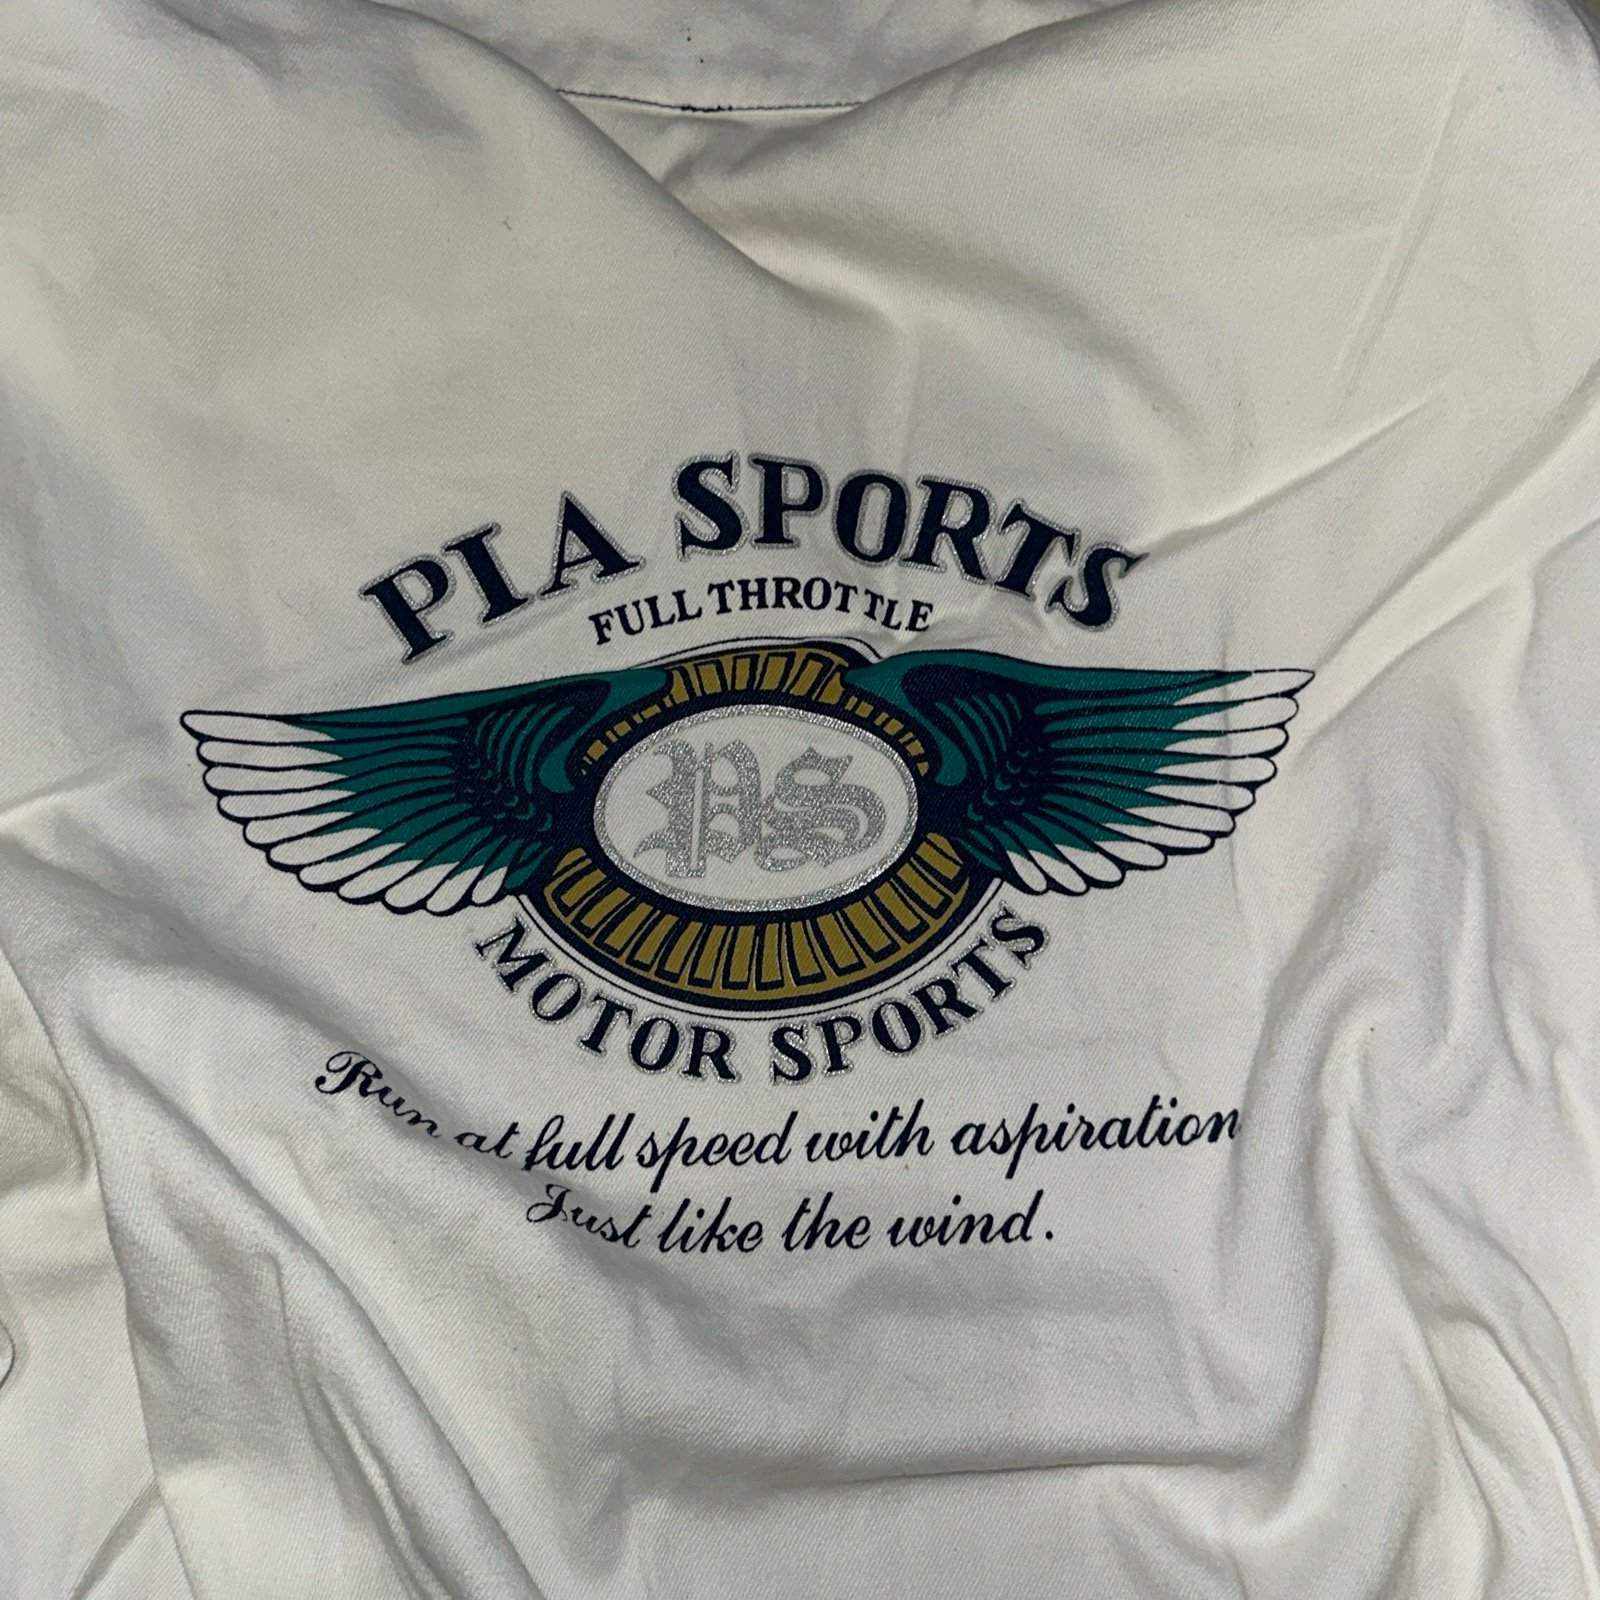 PIA SPORTS
FULL THROTTLE
PS
MOTOR SPORTS
Run at full speed with aspiration
Just like the wind.